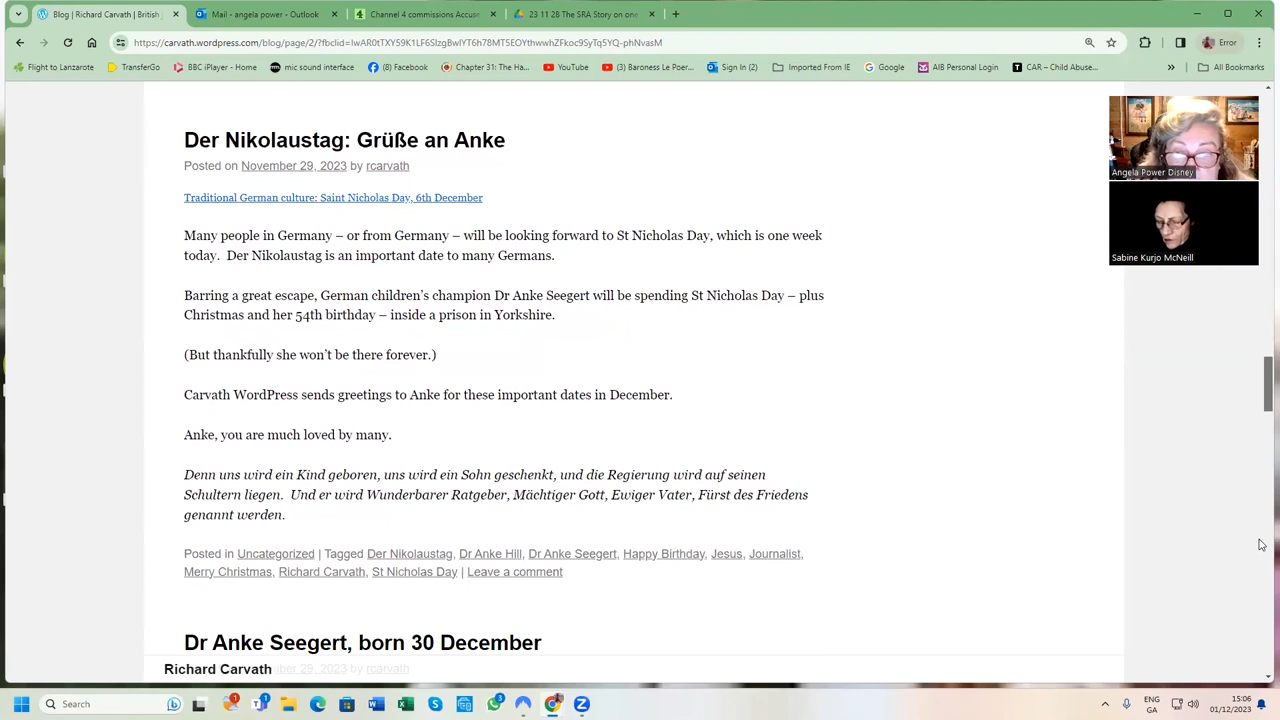 Blog | Richard Carvath | British
Mail - angela power - Outlook
Channel 4 commissions Accuse
23 11 28 The SRA Story on one
https://carvath.wordpress.com/blog/page/2/?fbclid=IwAR0tTXY59K1LF6SlzgBwIYT6h78MT5EOYthwwhZFkoc9SyTq5YQ-phNvasM
Error
Flight to Lanzarote
TransferGo
BBC iPlayer - Home
mic sound interface
(8) Facebook
Chapter 31: The Ha...
YouTube
(3) Baroness Le Poer...
Sign In (2)
Imported From IE
Google
AIB Personal Login
CAR – Child Abuse...
All Bookmarks
Der Nikolaustag: Grüße an Anke
Posted on November 29, 2023 by rcarvath
Angela Power Disney
Traditional German culture: Saint Nicholas Day, 6th December
Many people in Germany – or from Germany – will be looking forward to St Nicholas Day, which is one week
today. Der Nikolaustag is an important date to many Germans.
Sabine Kurjo McNeill
Barring a great escape, German children's champion Dr Anke Seegert will be spending St Nicholas Day – plus
Christmas and her 54th birthday – inside a prison in Yorkshire.
(But thankfully she won't be there forever.)
Carvath WordPress sends greetings to Anke for these important dates in December.
Anke, you are much loved by many.
Denn uns wird ein Kind geboren, uns wird ein Sohn geschenkt, und die Regierung wird auf seinen
Schultern liegen. Und er wird Wunderbarer Ratgeber, Mächtiger Gott, Ewiger Vater, Fürst des Friedens
genannt werden.
Posted in Uncategorized | Tagged Der Nikolaustag, Dr Anke Hill, Dr Anke Seegert, Happy Birthday, Jesus, Journalist,
Merry Christmas, Richard Carvath, St Nicholas Day | Leave a comment
Dr Anke Seegert, born 30 December
Richard Carvath
29, 2023 by rcarvath
Search
ENG
GA
15:06
01/12/2023